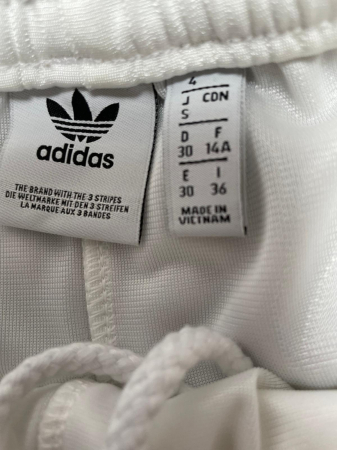 adidas
THE BRAND WITH THE 3 STRIPES
DIE WELTMARKE MIT DEN 3 STREIFEN
LA MARQUE AUX 3 BANDES
4
J CDN
S
D F
30 14A
E I
30 36
MADE IN
VIETNAM